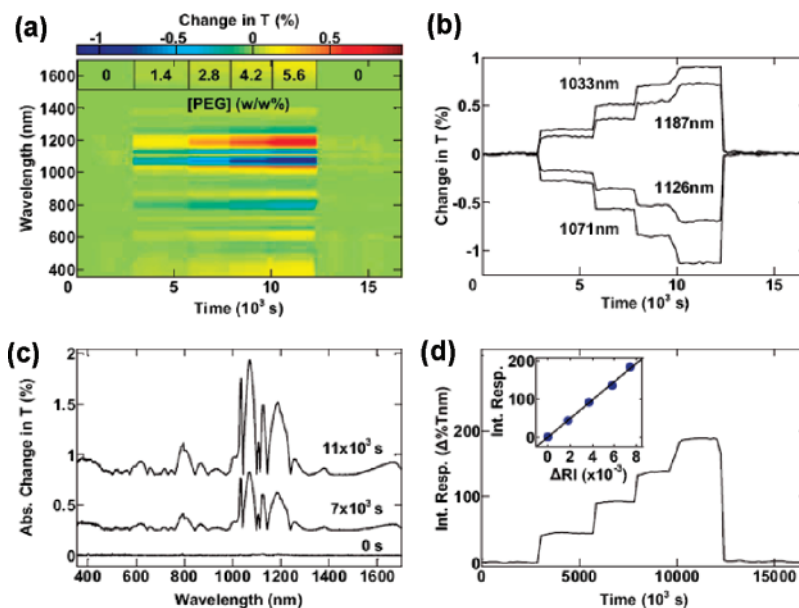 (a)
Change in T (%)
-1 -0.5 0 0.5
0 1.4 2.8 4.2 5.6 0
[PEG] (w/w%)
Wavelength (nm)
1600
1400
1200
1000
800
600
400
0 5 10 15
Time (10³ s)
(b)
Change in T (%)
1
0.5
0
-0.5
-1
1033nm
1187nm
1126nm
1071nm
0 5 10 15
Time (10³ s)
(c)
Abs. Change in T (%)
2
1.5
1
0.5
0
11x10³ s
7x10³ s
0 s
400 600 800 1000 1200 1400 1600
Wavelength (nm)
(d)
Int. Resp. (Δ%Tnm)
300
200
100
0
Int. Resp.
200
100
0
0 2 4 6 8
ΔRI (x10⁻³)
0 5000 10000 15000
Time (10³ s)